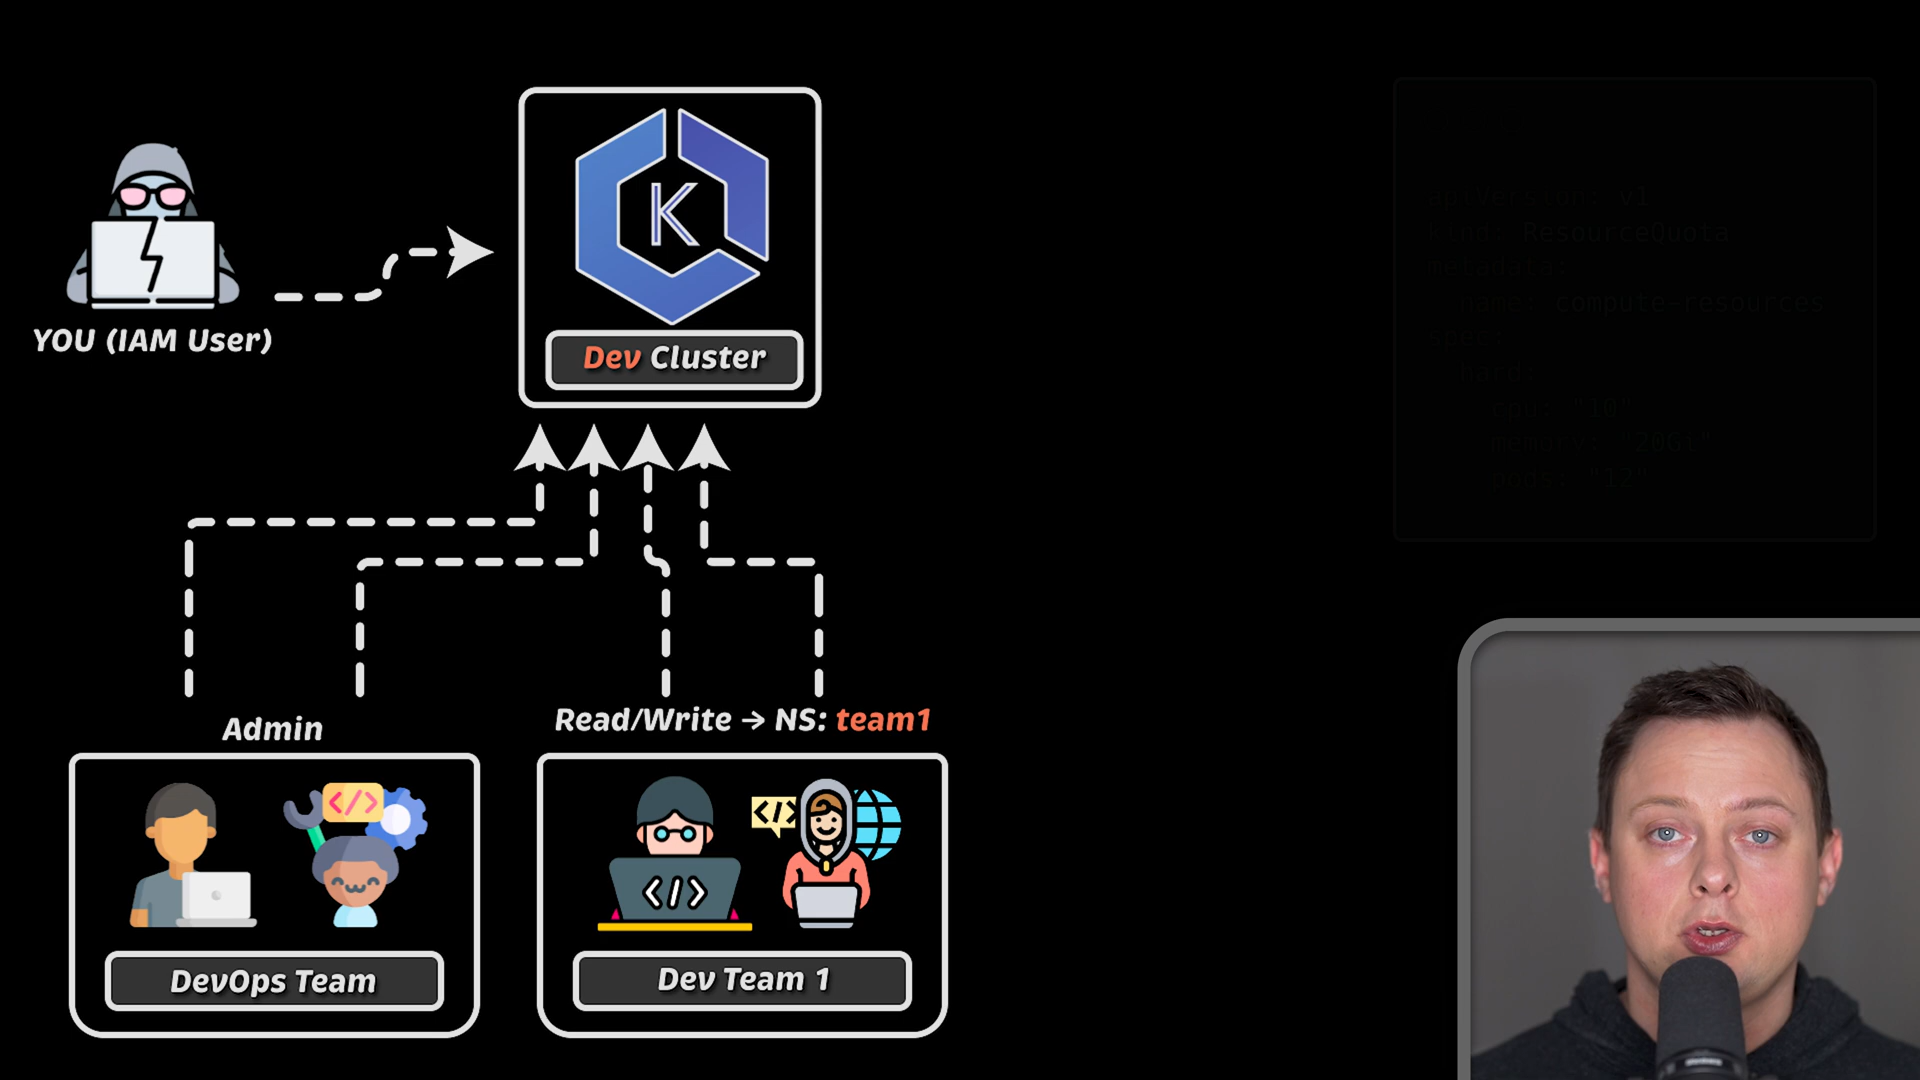 K
YOU (IAM User)
Dev Cluster
apiVersion: v1
kind: ResourceQuota
metadata:
name: compute-resources
spec:
hard:
cpu: "10"
memory: "20Gi"
pods: "12"
Admin
Read/Write → NS: team1
</>
</>
</>
DevOps Team
Dev Team 1